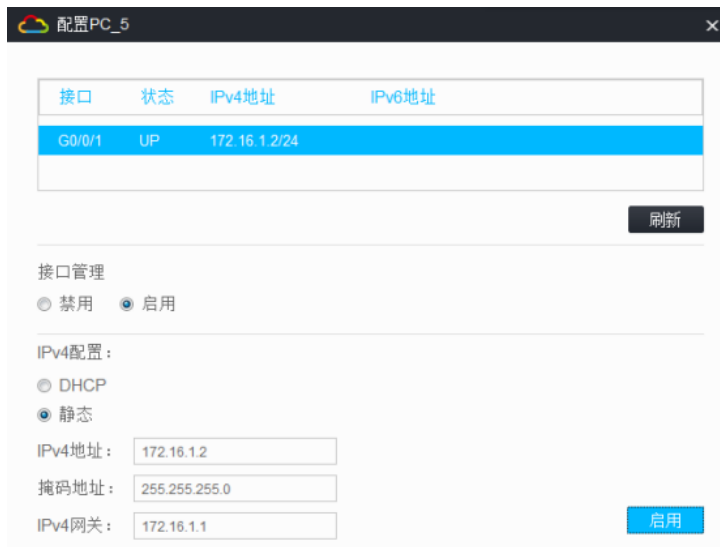 配置PC_5
接口 状态 IPv4地址 IPv6地址
G0/0/1 UP 172.16.1.2/24
刷新
接口管理
禁用 启用
IPv4配置：
DHCP
静态
IPv4地址： 172.16.1.2
掩码地址： 255.255.255.0
IPv4网关： 172.16.1.1
启用